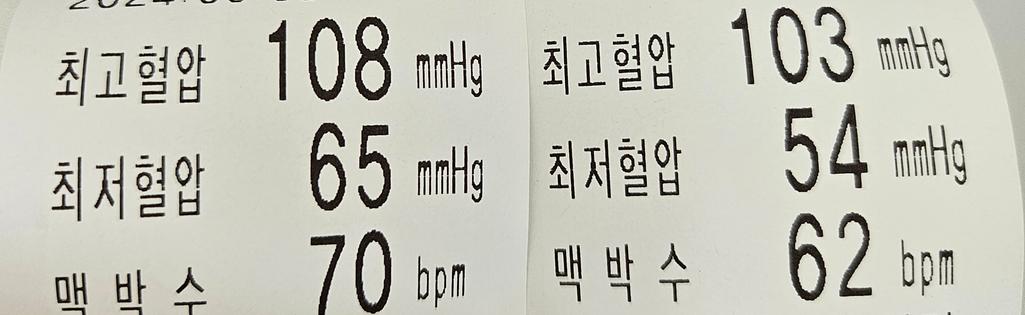 최고혈압 108 mmHg
최저혈압 65 mmHg
맥 박 수 70 bpm
최고혈압 103 mmHg
최저혈압 54 mmHg
맥 박 수 62 bpm